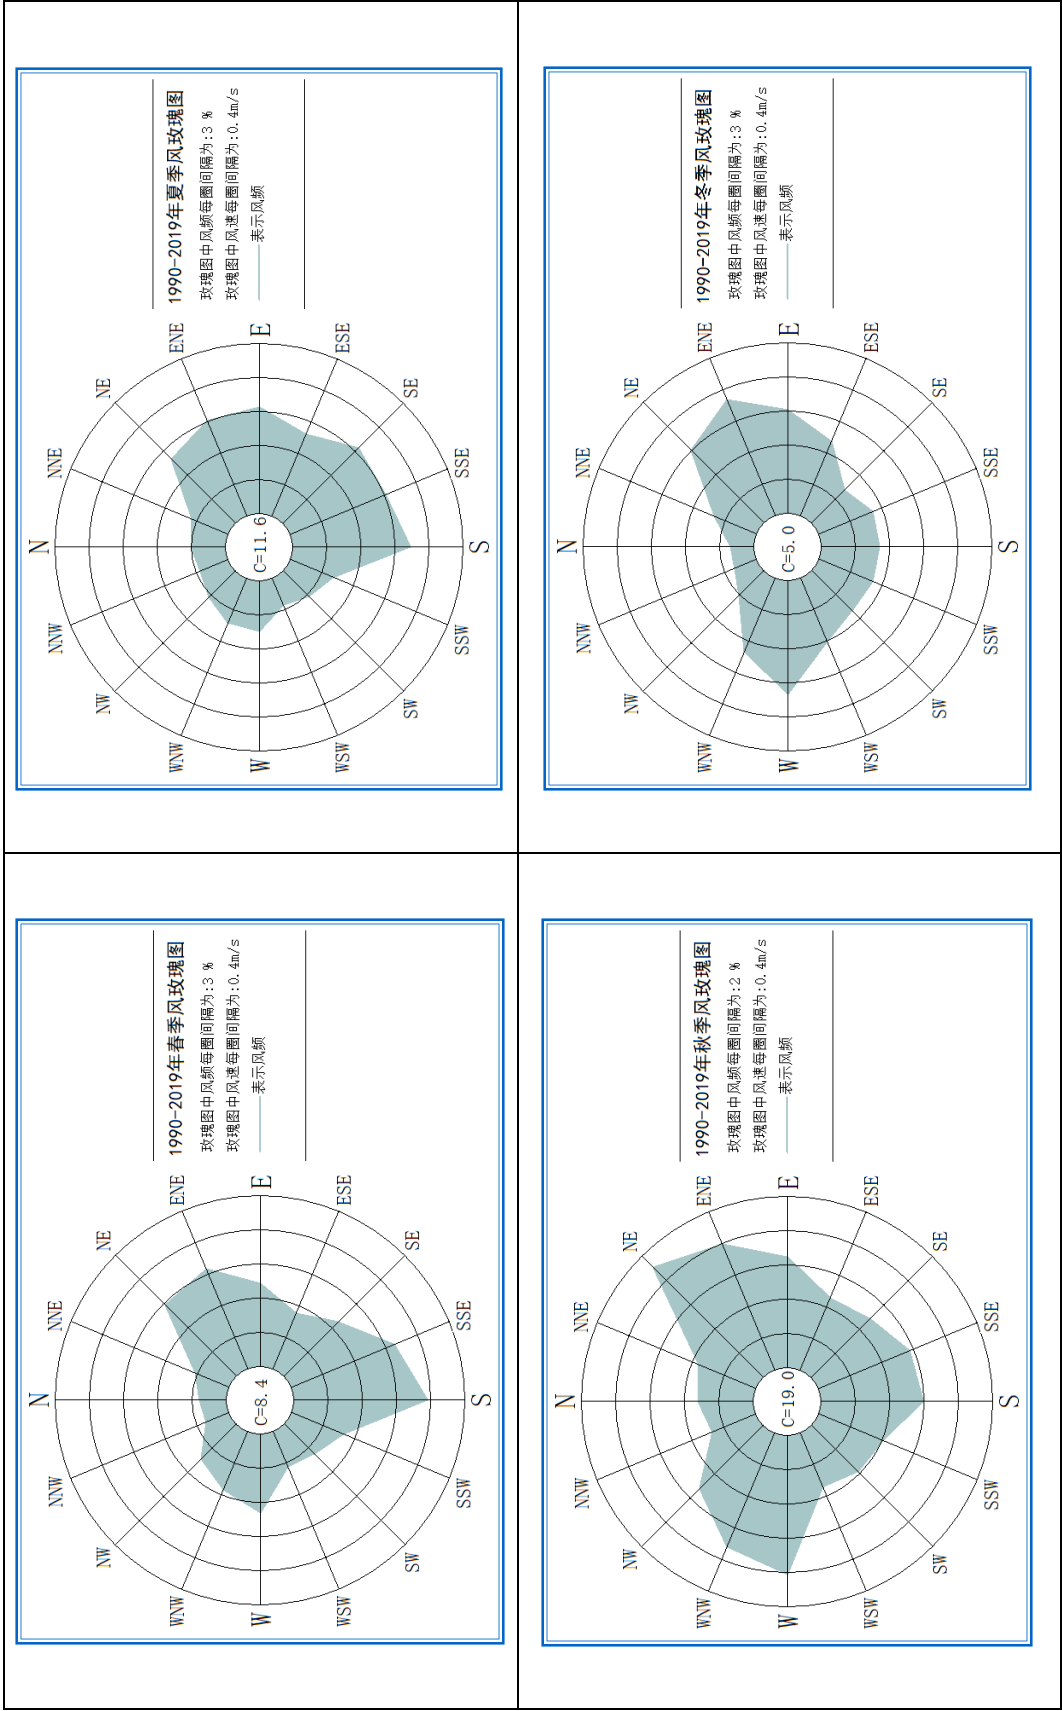 1990-2019年春季风玫瑰图
玫瑰图中风频每圈间隔为:3 %
玫瑰图中风速每圈间隔为:0.4m/s
表示风频
N
NNE
NE
ENE
E
ESE
SE
SSE
S
SSW
SW
WSW
W
WNW
NW
NNW
C=8.4
1990-2019年夏季风玫瑰图
玫瑰图中风频每圈间隔为:3 %
玫瑰图中风速每圈间隔为:0.4m/s
表示风频
N
NNE
NE
ENE
E
ESE
SE
SSE
S
SSW
SW
WSW
W
WNW
NW
NNW
C=11.6
1990-2019年秋季风玫瑰图
玫瑰图中风频每圈间隔为:2 %
玫瑰图中风速每圈间隔为:0.4m/s
表示风频
N
NNE
NE
ENE
E
ESE
SE
SSE
S
SSW
SW
WSW
W
WNW
NW
NNW
C=19.0
1990-2019年冬季风玫瑰图
玫瑰图中风频每圈间隔为:3 %
玫瑰图中风速每圈间隔为:0.4m/s
表示风频
N
NNE
NE
ENE
E
ESE
SE
SSE
S
SSW
SW
WSW
W
WNW
NW
NNW
C=5.0